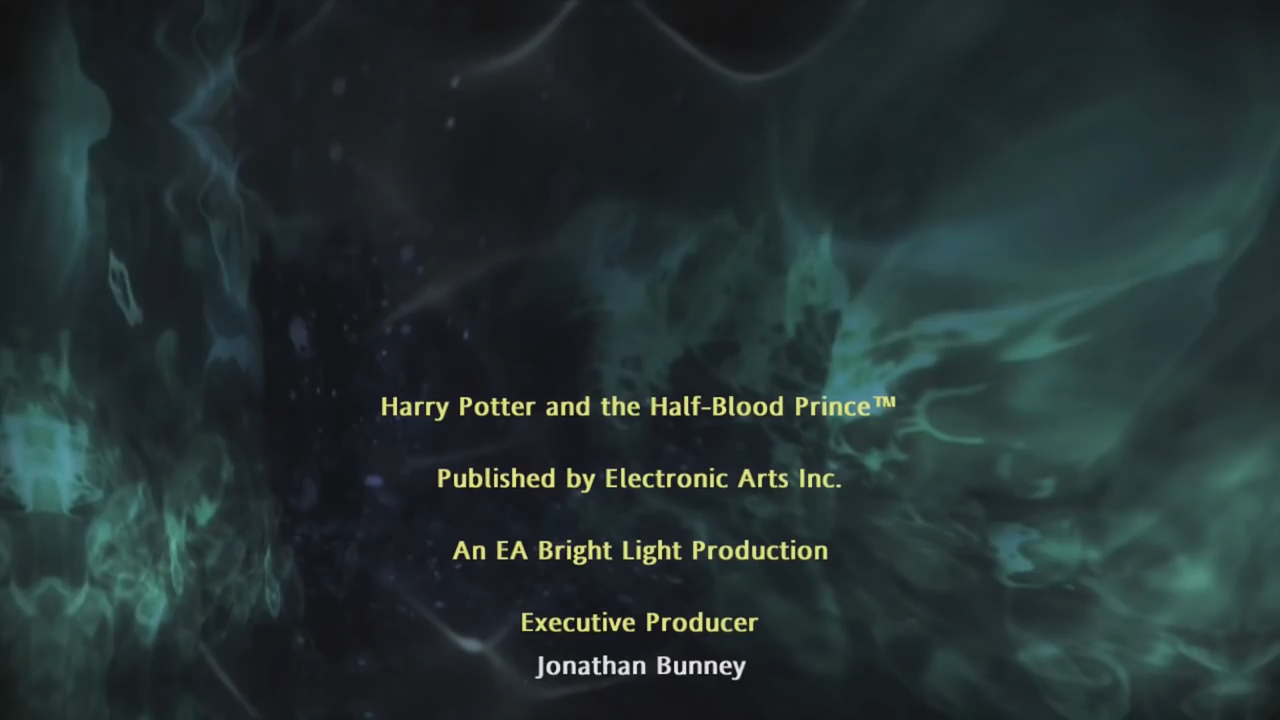 Harry Potter and the Half-Blood Prince™
Published by Electronic Arts Inc.
An EA Bright Light Production
Executive Producer
Jonathan Bunney